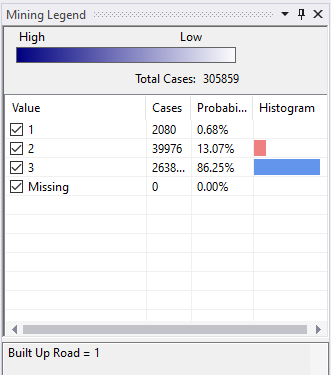 Mining Legend
High Low
Total Cases: 305859
Value Cases Probabi... Histogram
1 2080 0.68%
2 39976 13.07%
3 2638... 86.25%
Missing 0 0.00%
Built Up Road = 1